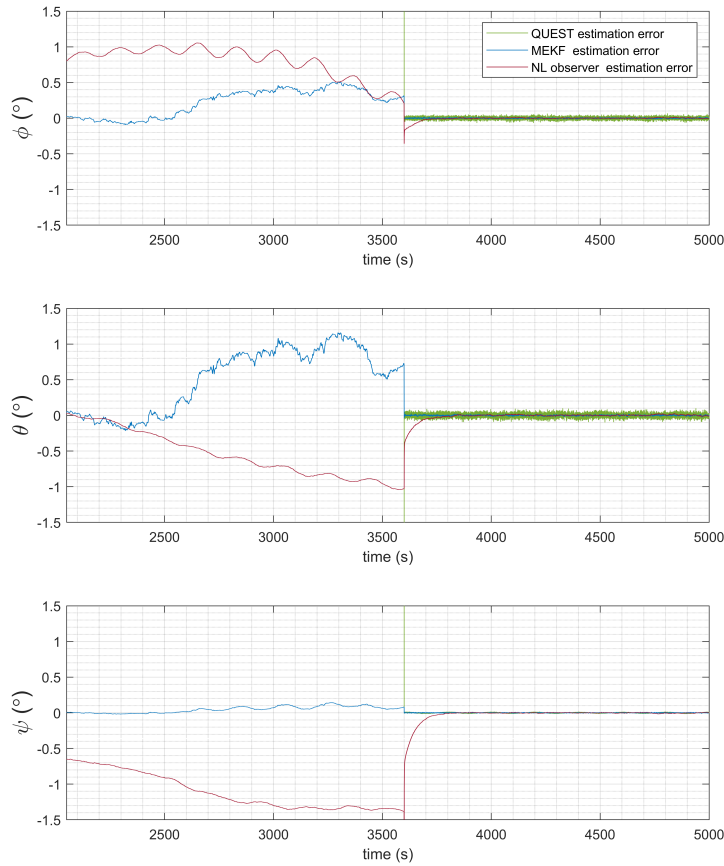 1.5
1
0.5
0
-0.5
-1
-1.5
ϕ (°)
QUEST estimation error
MEKF estimation error
NL observer estimation error
2500 3000 3500 4000 4500 5000
time (s)
1.5
1
0.5
0
-0.5
-1
-1.5
θ (°)
2500 3000 3500 4000 4500 5000
time (s)
1.5
1
0.5
0
-0.5
-1
-1.5
ψ (°)
2500 3000 3500 4000 4500 5000
time (s)